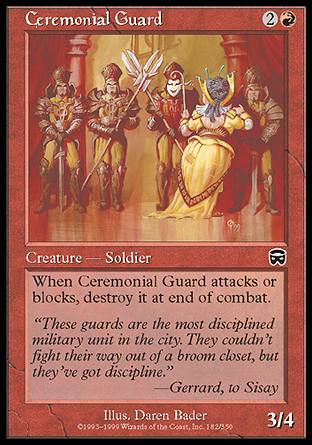 Ceremonial Guard 2
Creature — Soldier
When Ceremonial Guard attacks or
blocks, destroy it at end of combat.
"These guards are the most disciplined
military unit in the city. They couldn't
fight their way out of a broom closet, but
they've got discipline."
—Gerrard, to Sisay
3/4
Illus. Daren Bader
©1993–1999 Wizards of the Coast, Inc. 182/350